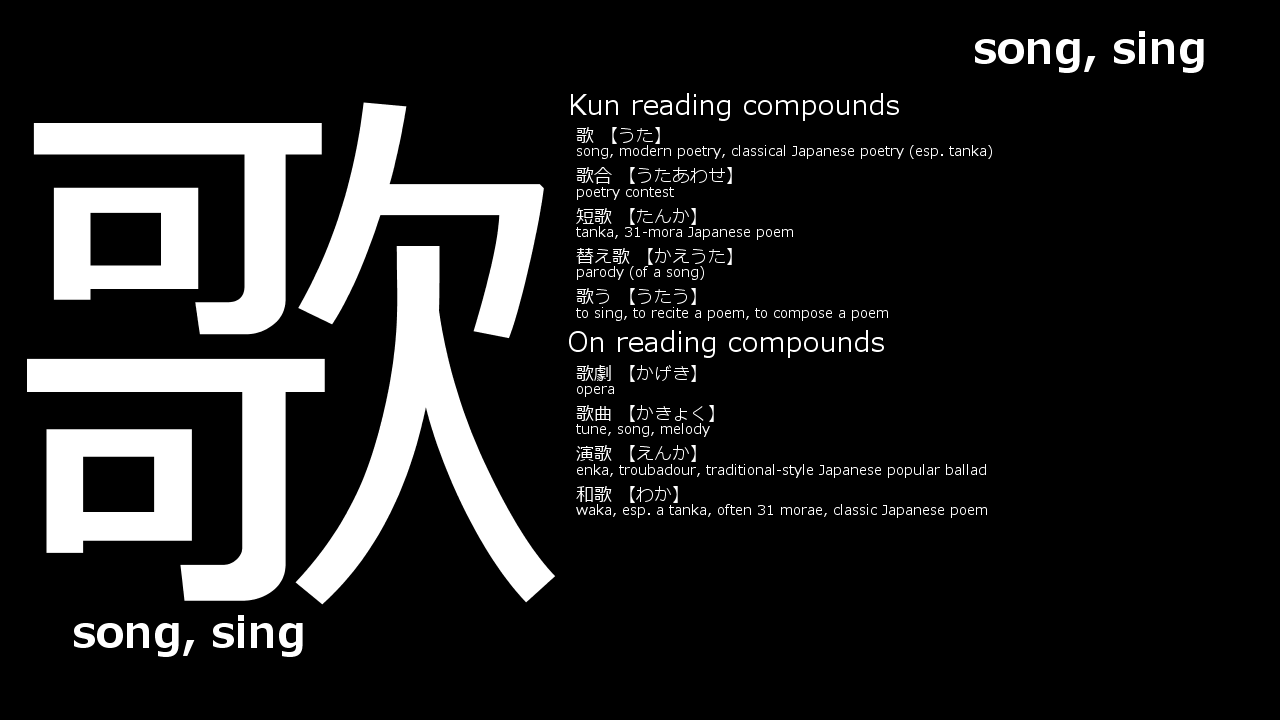 song, sing
歌
Kun reading compounds
歌 【うた】
song, modern poetry, classical Japanese poetry (esp. tanka)
歌合 【うたあわせ】
poetry contest
短歌 【たんか】
tanka, 31-mora Japanese poem
替え歌 【かえうた】
parody (of a song)
歌う 【うたう】
to sing, to recite a poem, to compose a poem
On reading compounds
歌劇 【かげき】
opera
歌曲 【かきょく】
tune, song, melody
演歌 【えんか】
enka, troubadour, traditional-style Japanese popular ballad
和歌 【わか】
waka, esp. a tanka, often 31 morae, classic Japanese poem
song, sing